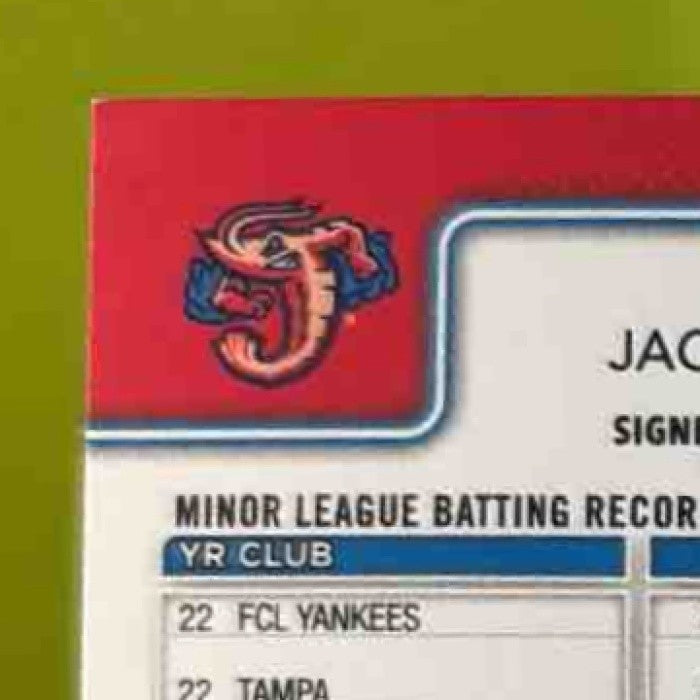 JAC
SIGNE
MINOR LEAGUE BATTING RECOR
YR CLUB
22 FCL YANKEES
22 TAMPA